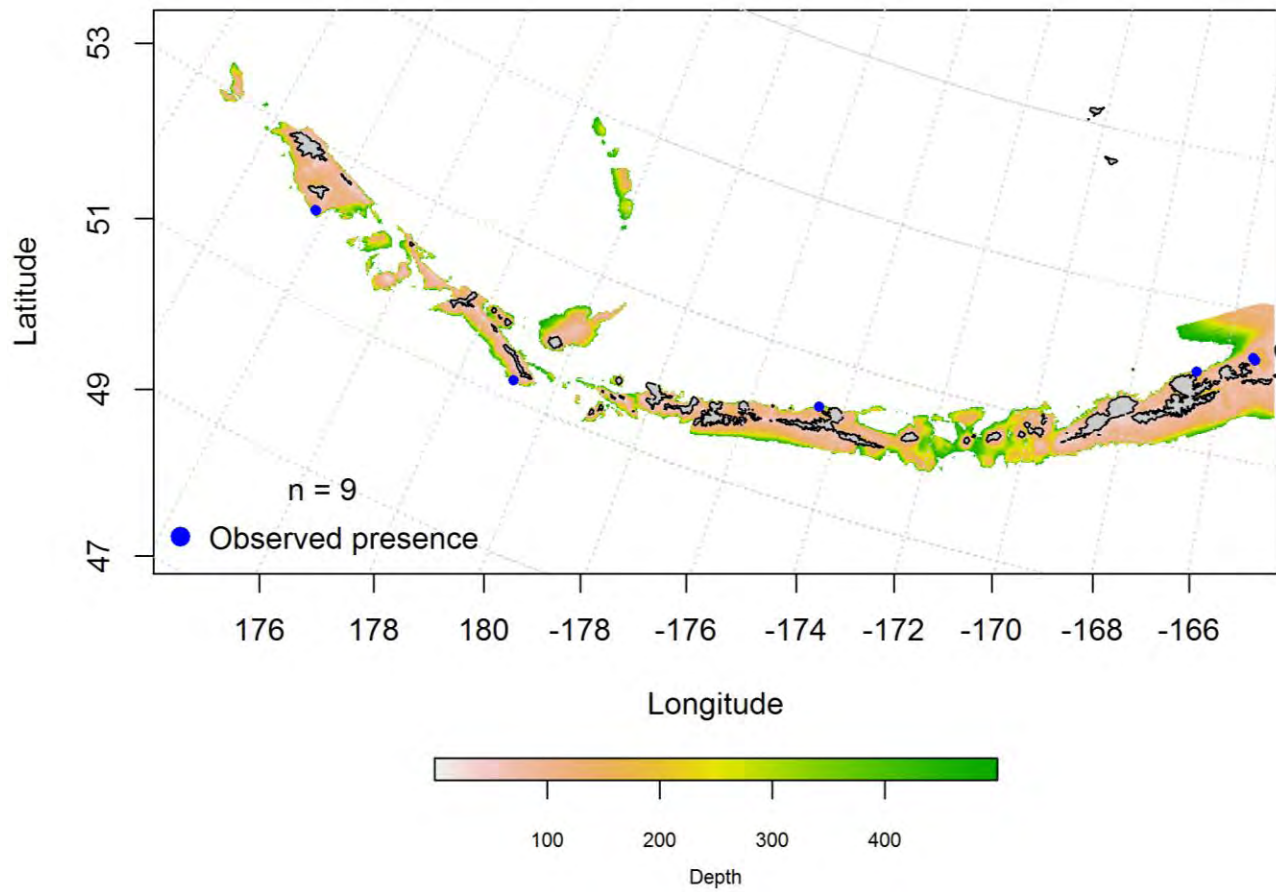 53
51
49
47
Latitude
n = 9
Observed presence
176 178 180 -178 -176 -174 -172 -170 -168 -166
Longitude
100 200 300 400
Depth